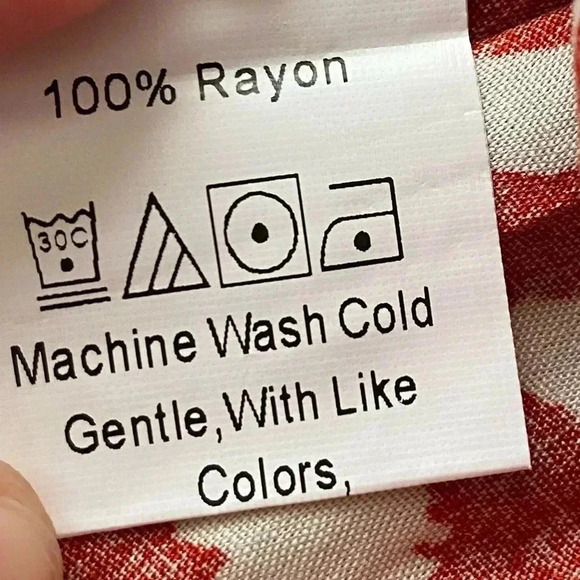 100% Rayon
30C
Machine Wash Cold
Gentle,With Like
Colors,